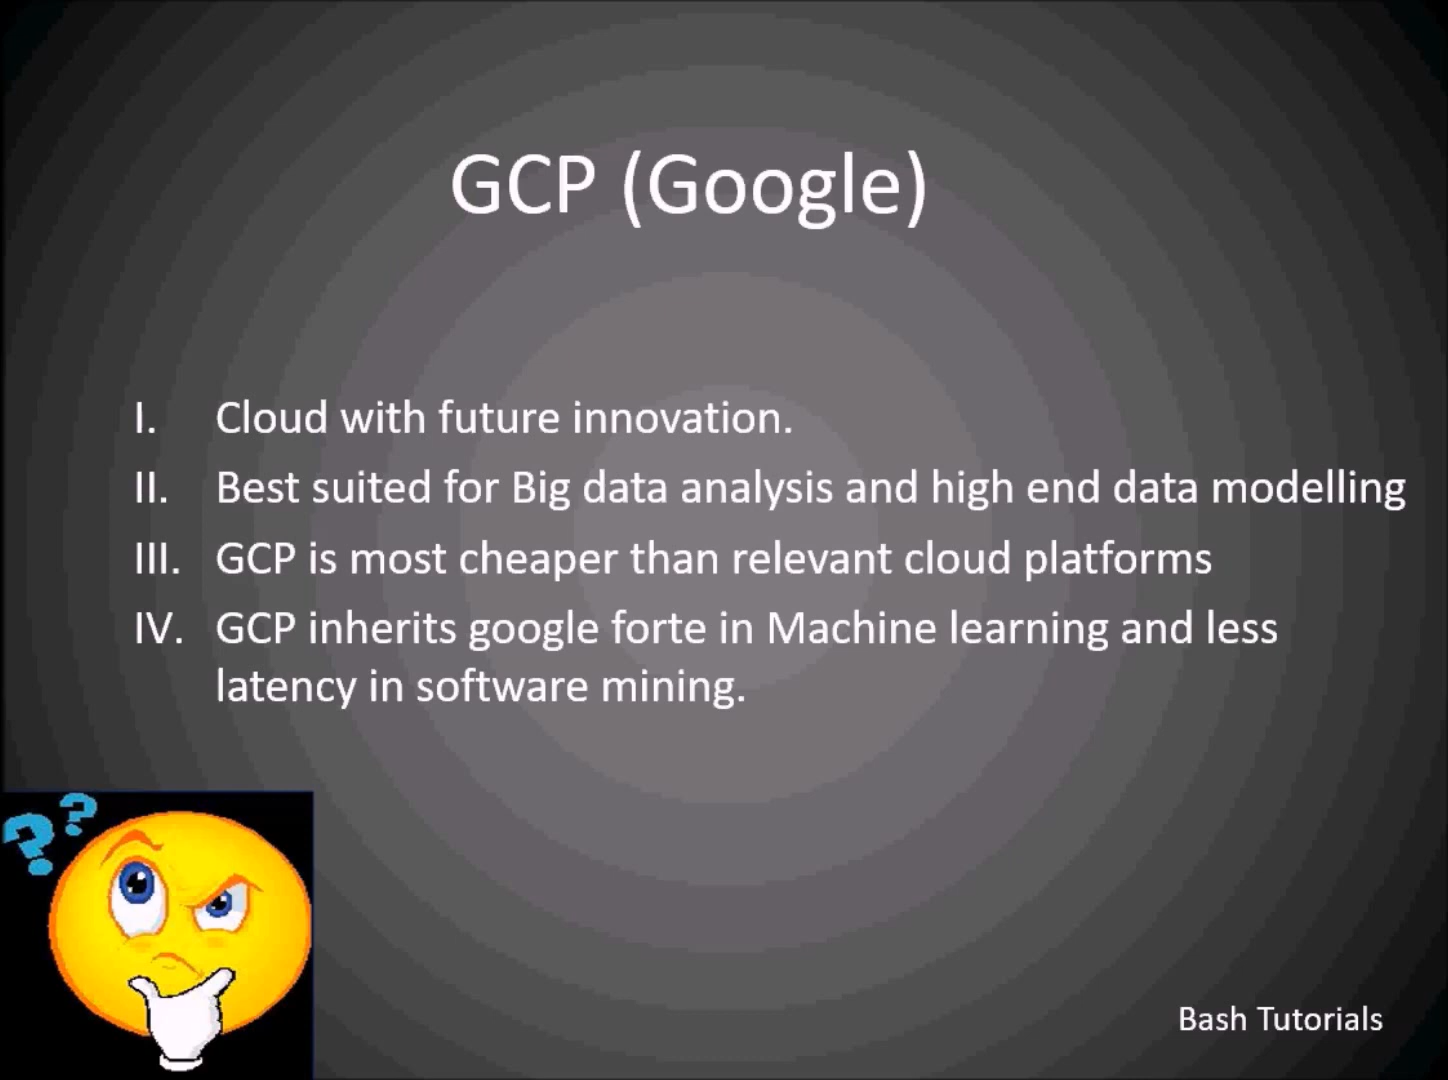 GCP (Google)
I. Cloud with future innovation.
II. Best suited for Big data analysis and high end data modelling
III. GCP is most cheaper than relevant cloud platforms
IV. GCP inherits google forte in Machine learning and less
latency in software mining.
? ?
Bash Tutorials